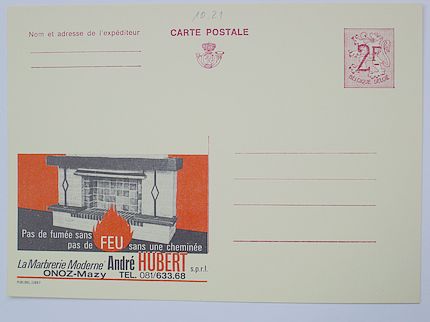 10.21
Nom et adresse de l'expéditeur
CARTE POSTALE
2F
BELGIQUE-BELGIË
Pas de fumée sans
pas de FEU sans une cheminée
La Marbrerie Moderne André HUBERT s.p.r.l.
ONOZ-Mazy TEL. 081/633.68